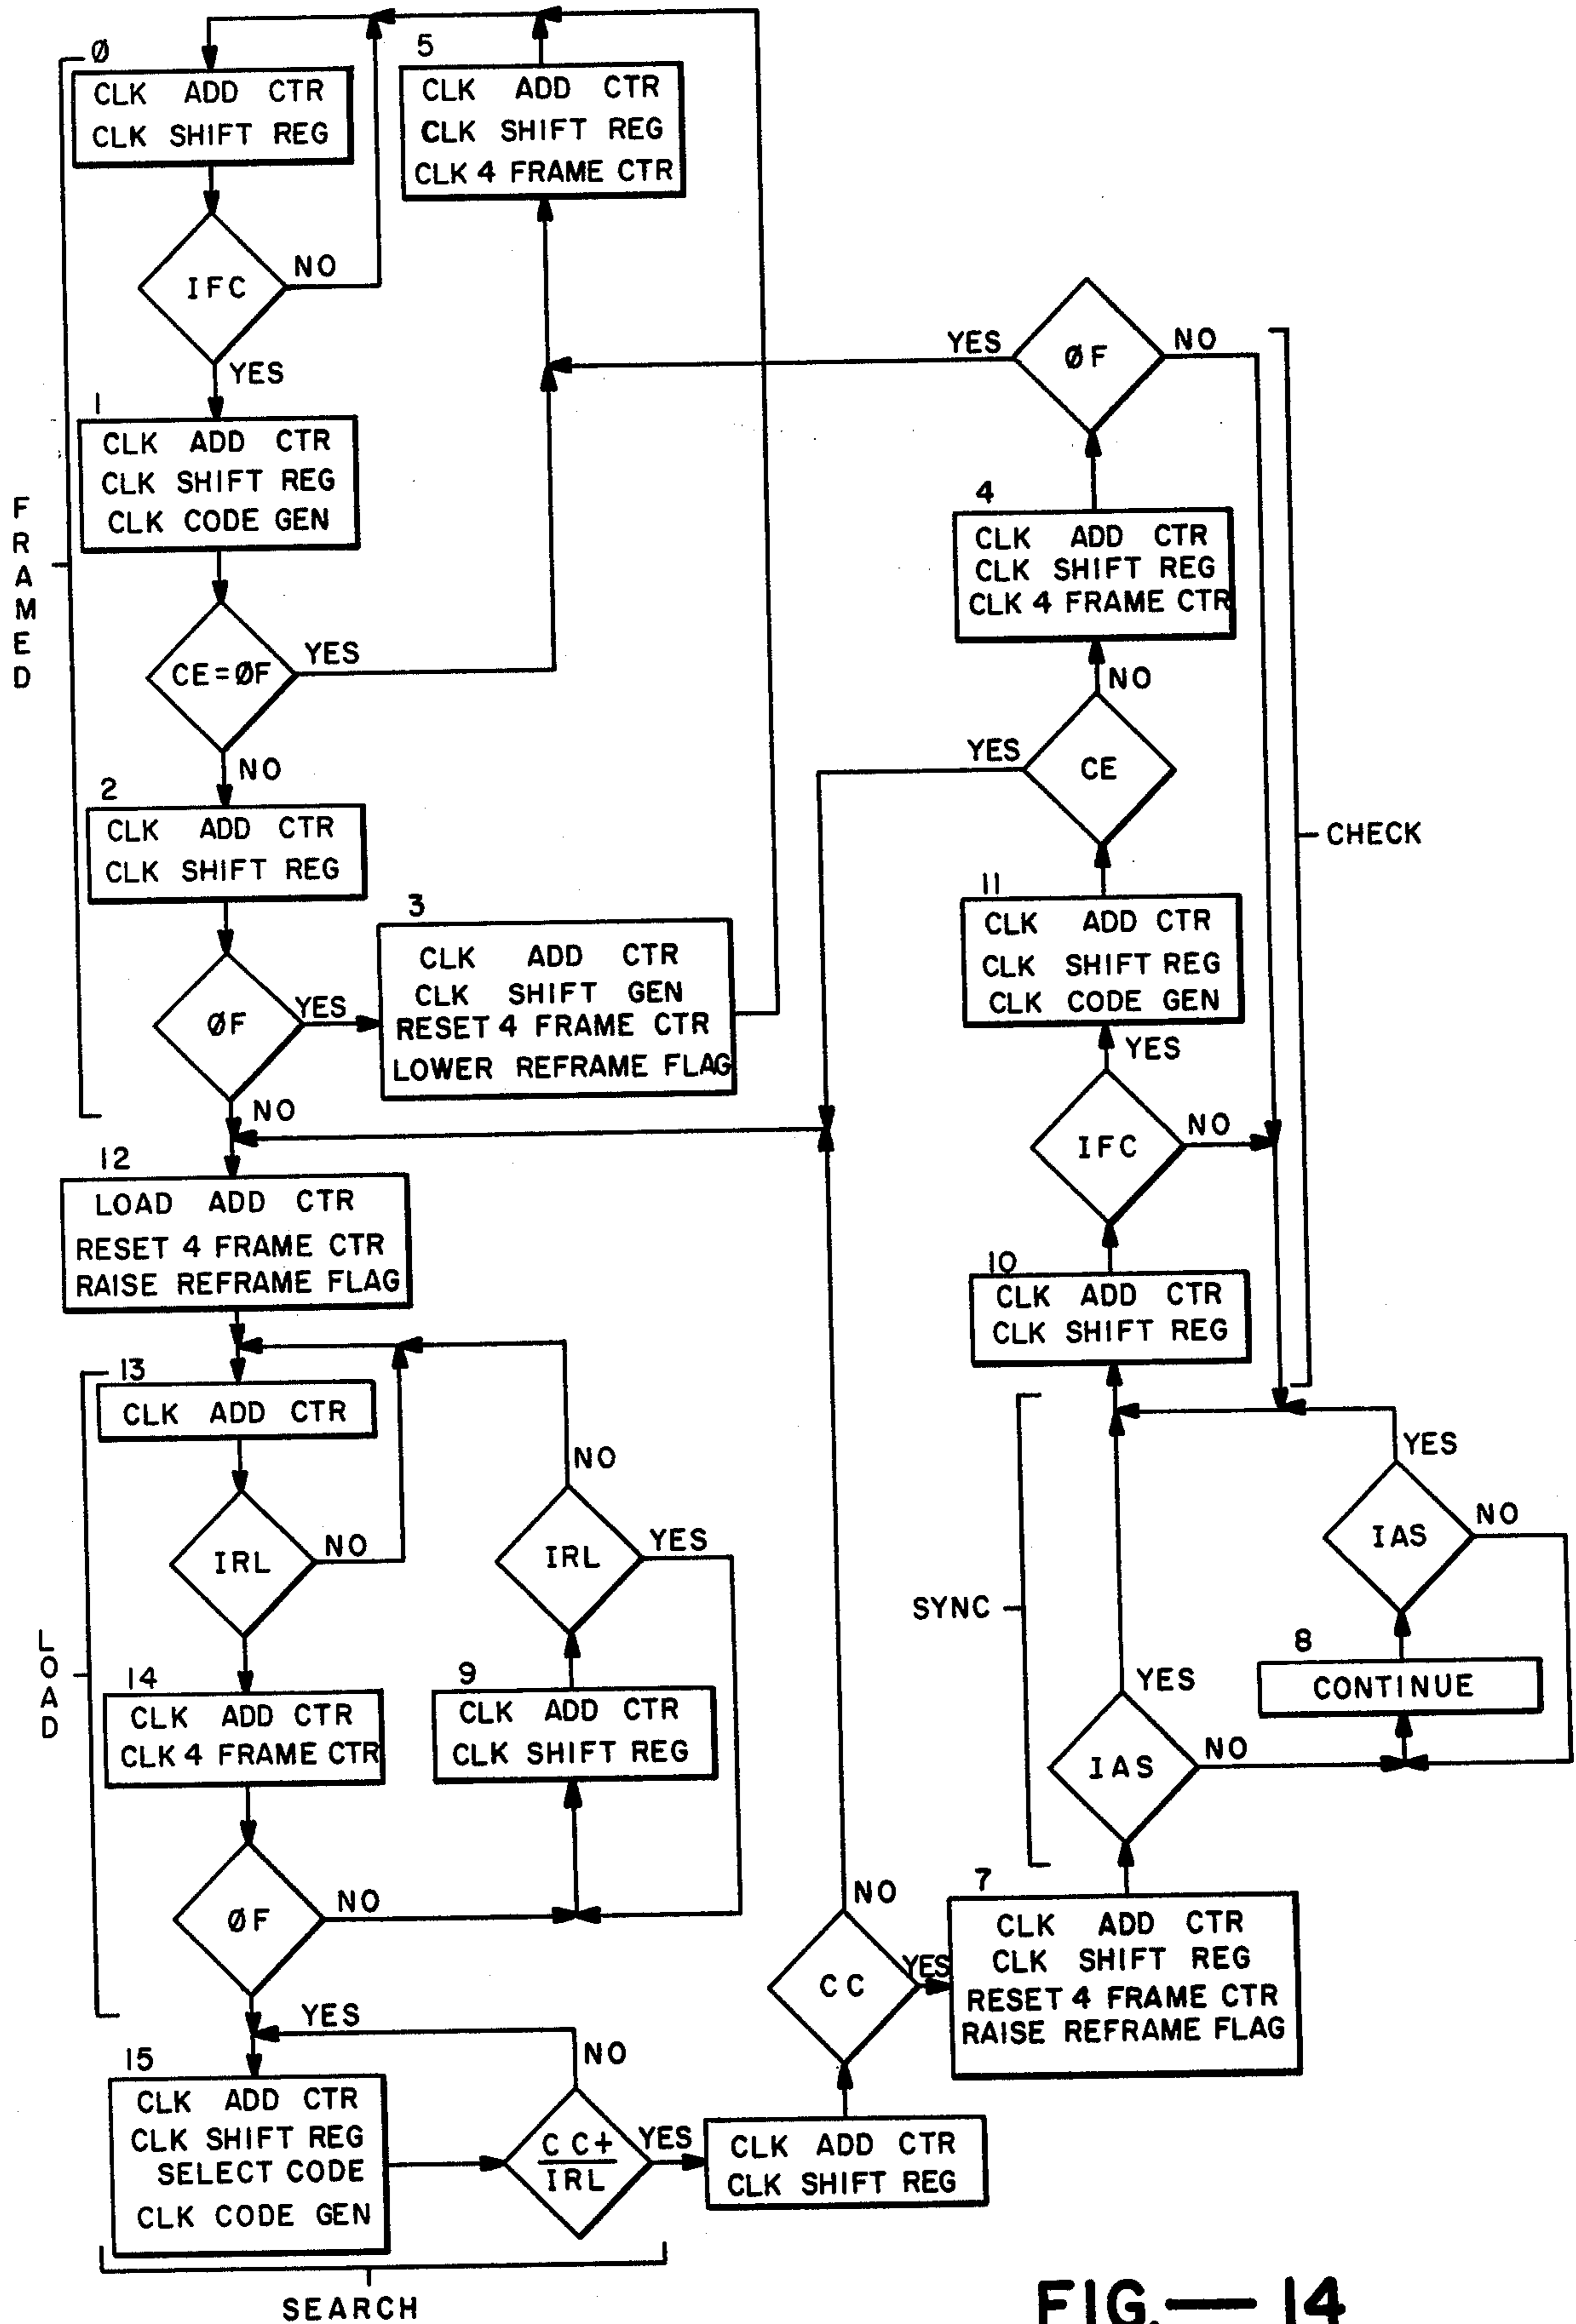 Ø
CLK ADD CTR
CLK SHIFT REG
IFC
NO
YES
1
CLK ADD CTR
CLK SHIFT REG
CLK CODE GEN
CE=ØF
YES
NO
2
CLK ADD CTR
CLK SHIFT REG
ØF
YES
NO
FRAMED
3
CLK ADD CTR
CLK SHIFT GEN
RESET 4 FRAME CTR
LOWER REFRAME FLAG
5
CLK ADD CTR
CLK SHIFT REG
CLK 4 FRAME CTR
12
LOAD ADD CTR
RESET 4 FRAME CTR
RAISE REFRAME FLAG
13
CLK ADD CTR
IRL
NO
14
CLK ADD CTR
CLK 4 FRAME CTR
ØF
NO
YES
LOAD
NO
IRL
YES
9
CLK ADD CTR
CLK SHIFT REG
15
CLK ADD CTR
CLK SHIFT REG
SELECT CODE
CLK CODE GEN
NO
CC+
IRL
YES
SEARCH
CLK ADD CTR
CLK SHIFT REG
CC
NO
YES
7
CLK ADD CTR
CLK SHIFT REG
RESET 4 FRAME CTR
RAISE REFRAME FLAG
IAS
YES
NO
8
CONTINUE
IAS
YES
NO
SYNC
10
CLK ADD CTR
CLK SHIFT REG
IFC
NO
YES
11
CLK ADD CTR
CLK SHIFT REG
CLK CODE GEN
CE
YES
NO
4
CLK ADD CTR
CLK SHIFT REG
CLK 4 FRAME CTR
ØF
YES
NO
CHECK
FIG.— 14